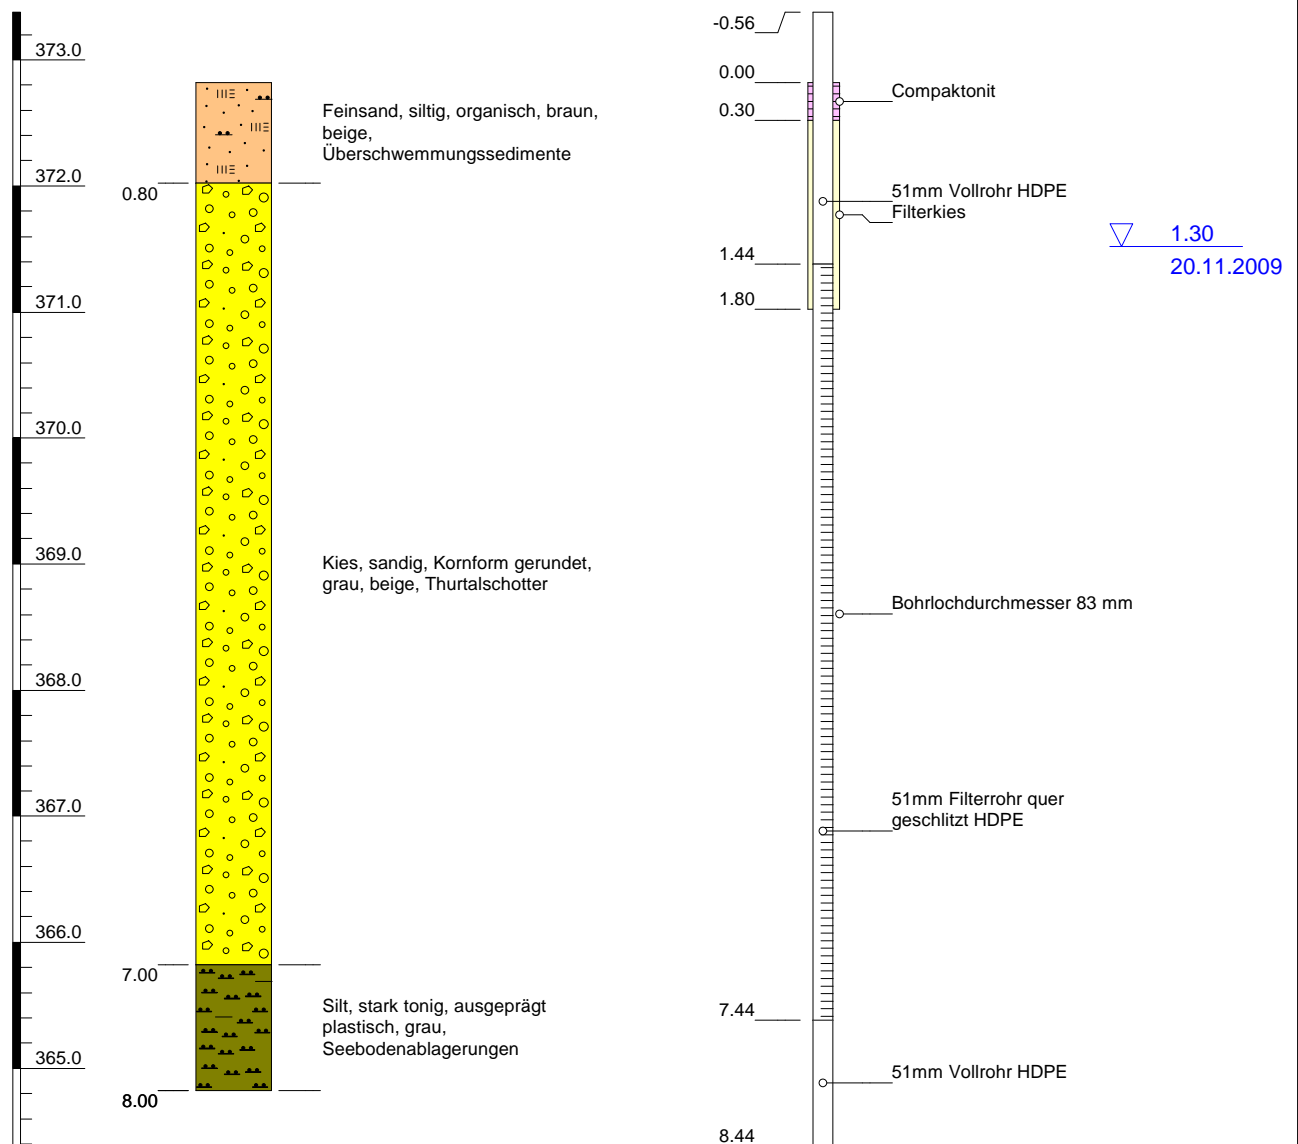 373.0
372.0
371.0
370.0
369.0
368.0
367.0
366.0
365.0
0.80
7.00
8.00
Feinsand, siltig, organisch, braun,
beige,
Überschwemmungssedimente
Kies, sandig, Kornform gerundet,
grau, beige, Thurtalschotter
Silt, stark tonig, ausgeprägt
plastisch, grau,
Seebodenablagerungen
-0.56
0.00
0.30
1.44
1.80
7.44
8.44
Compaktonit
51mm Vollrohr HDPE
Filterkies
Bohrlochdurchmesser 83 mm
51mm Filterrohr quer
geschlitzt HDPE
51mm Vollrohr HDPE
1.30
20.11.2009